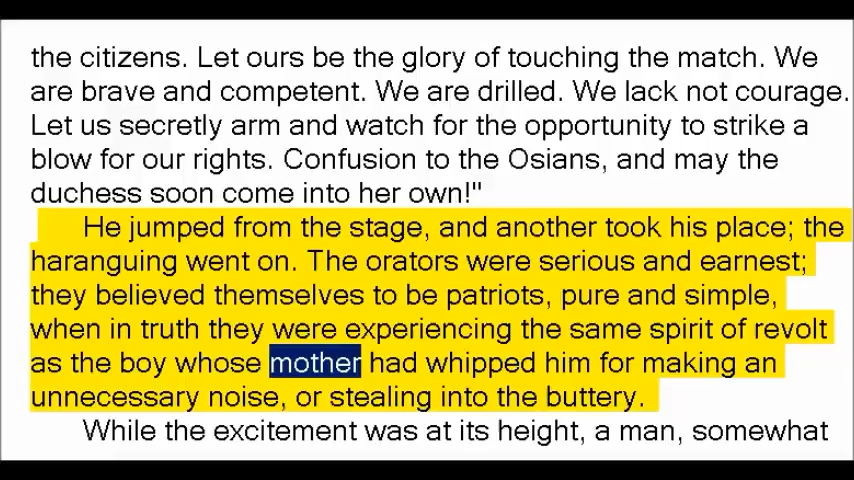 the citizens. Let ours be the glory of touching the match. We
are brave and competent. We are drilled. We lack not courage.
Let us secretly arm and watch for the opportunity to strike a
blow for our rights. Confusion to the Osians, and may the
duchess soon come into her own!"
He jumped from the stage, and another took his place; the
haranguing went on. The orators were serious and earnest;
they believed themselves to be patriots, pure and simple,
when in truth they were experiencing the same spirit of revolt
as the boy whose mother had whipped him for making an
unnecessary noise, or stealing into the buttery.
While the excitement was at its height, a man, somewhat